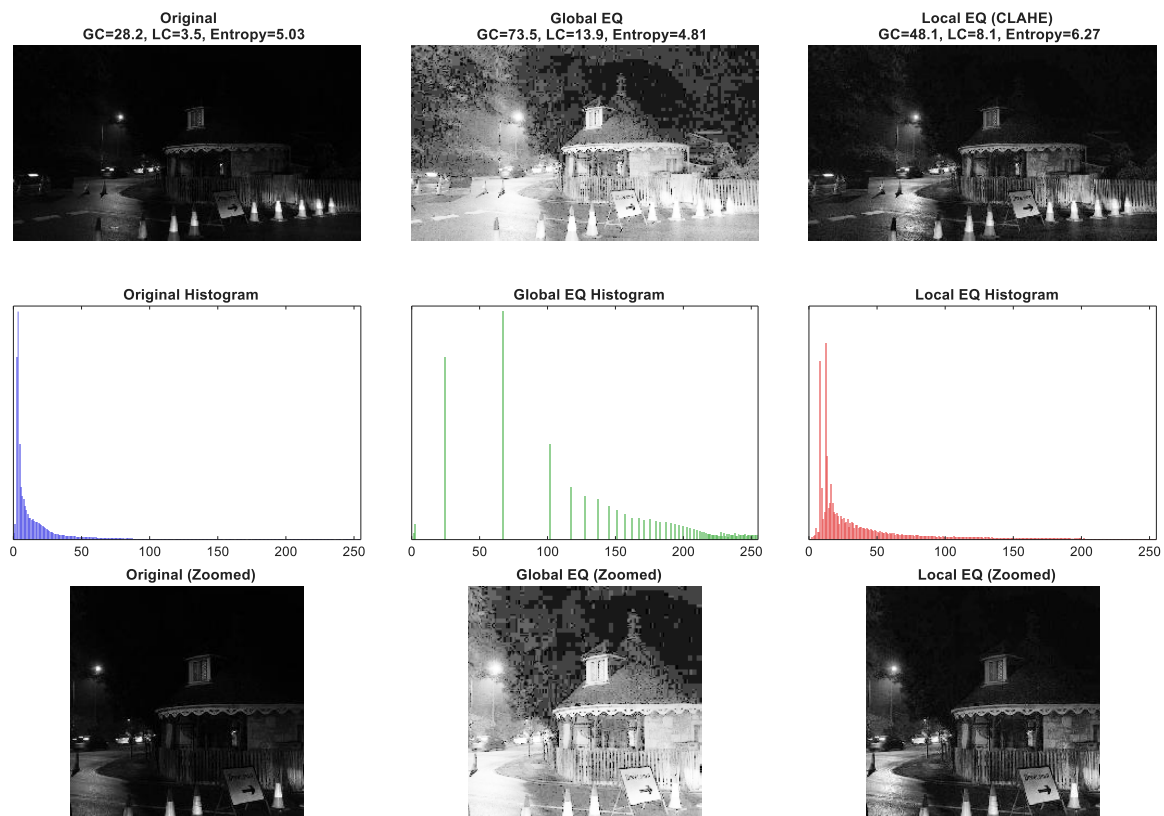 Original
GC=28.2, LC=3.5, Entropy=5.03
Global EQ
GC=73.5, LC=13.9, Entropy=4.81
Local EQ (CLAHE)
GC=48.1, LC=8.1, Entropy=6.27
Original Histogram
Global EQ Histogram
Local EQ Histogram
0 50 100 150 200 250
0 50 100 150 200 250
0 50 100 150 200 250
Original (Zoomed)
Global EQ (Zoomed)
Local EQ (Zoomed)